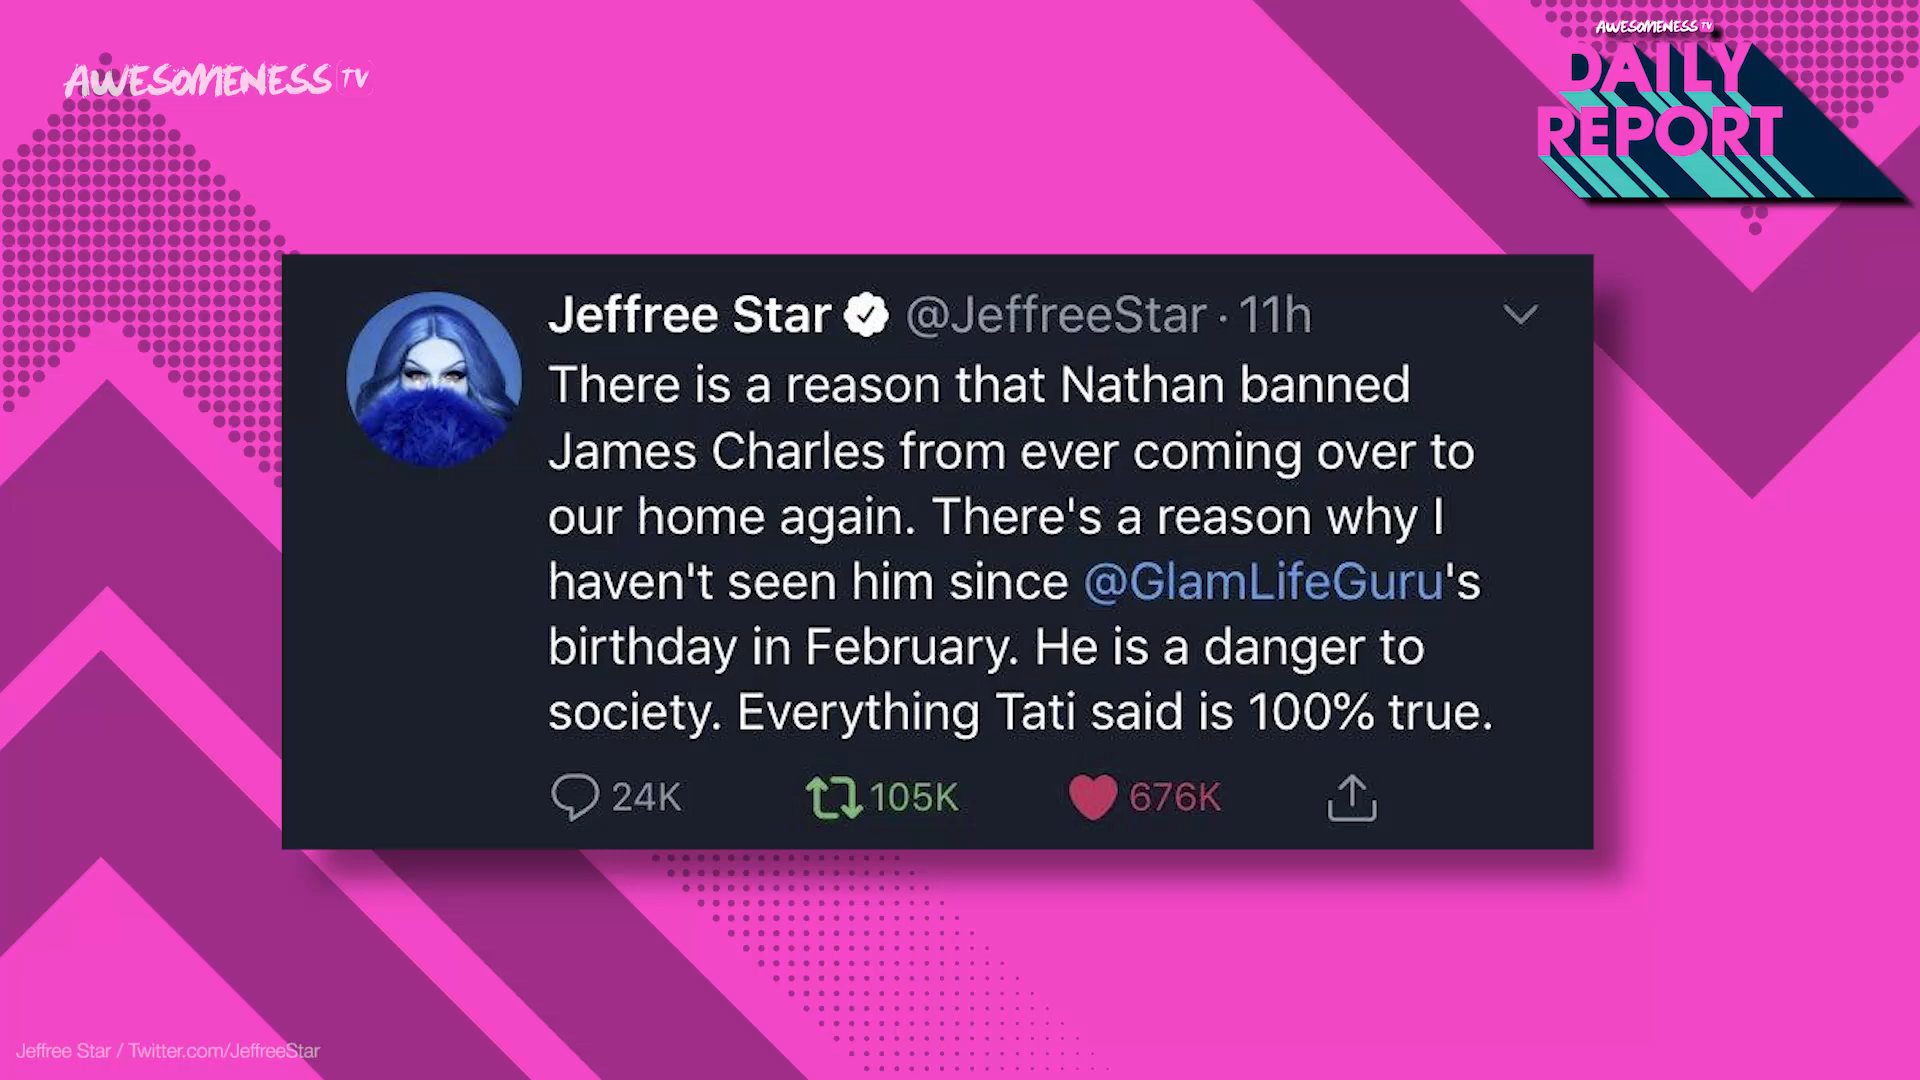 AWESOMENESS TV
AWESOMENESS TV
DAILY
REPORT
Jeffree Star @JeffreeStar · 11h
There is a reason that Nathan banned
James Charles from ever coming over to
our home again. There's a reason why I
haven't seen him since @GlamLifeGuru's
birthday in February. He is a danger to
society. Everything Tati said is 100% true.
24K 105K 676K
Jeffree Star / Twitter.com/JeffreeStar